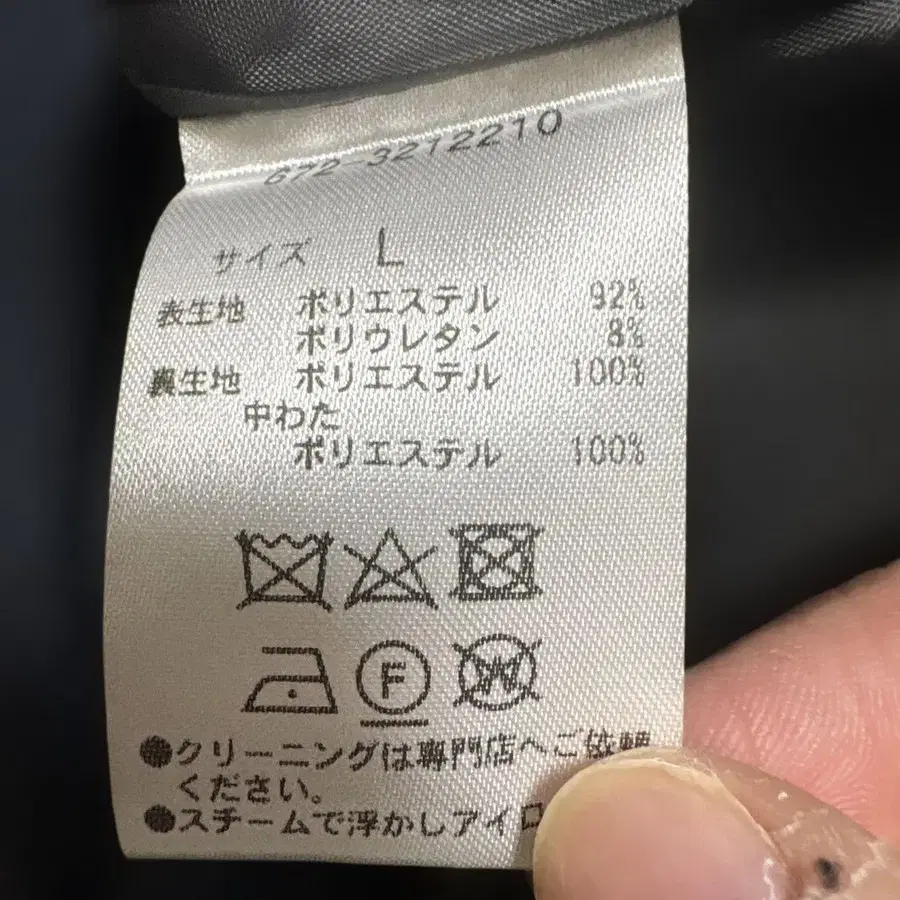 672-3212210
サイズ L
表生地 ポリエステル 92%
ポリウレタン 8%
裏生地 ポリエステル 100%
中わた
ポリエステル 100%
F
W
●クリーニングは専門店へご依頼
ください。
●スチームで浮かしアイロ